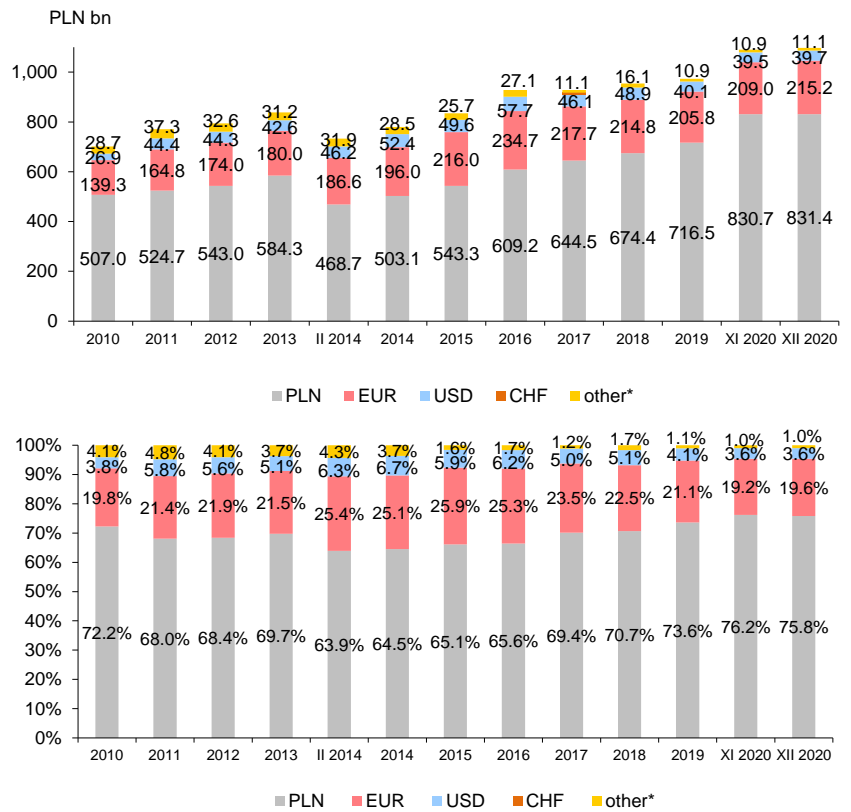 PLN bn
1,000
800
600
400
200
0
28.7 37.3 32.6 31.2 31.9 28.5 25.7 27.1 11.1 16.1 10.9 10.9 11.1
26.9 44.4 44.3 42.6 46.2 52.4 49.6 57.7 46.1 48.9 40.1 39.5 39.7
139.3 164.8 174.0 180.0 186.6 196.0 216.0 234.7 217.7 214.8 205.8 209.0 215.2
507.0 524.7 543.0 584.3 468.7 503.1 543.3 609.2 644.5 674.4 716.5 830.7 831.4
2010 2011 2012 2013 II 2014 2014 2015 2016 2017 2018 2019 XI 2020 XII 2020
PLN EUR USD CHF other*
100%
90%
80%
70%
60%
50%
40%
30%
20%
10%
0%
4.1% 4.8% 4.1% 3.7% 4.3% 3.7% 1.6% 1.7% 1.2% 1.7% 1.1% 1.0% 1.0%
3.8% 5.8% 5.6% 5.1% 6.3% 6.7% 5.9% 6.2% 5.0% 5.1% 4.1% 3.6% 3.6%
19.8% 21.4% 21.9% 21.5% 25.4% 25.1% 25.9% 25.3% 23.5% 22.5% 21.1% 19.2% 19.6%
72.2% 68.0% 68.4% 69.7% 63.9% 64.5% 65.1% 65.6% 69.4% 70.7% 73.6% 76.2% 75.8%
2010 2011 2012 2013 II 2014 2014 2015 2016 2017 2018 2019 XI 2020 XII 2020
PLN EUR USD CHF other*